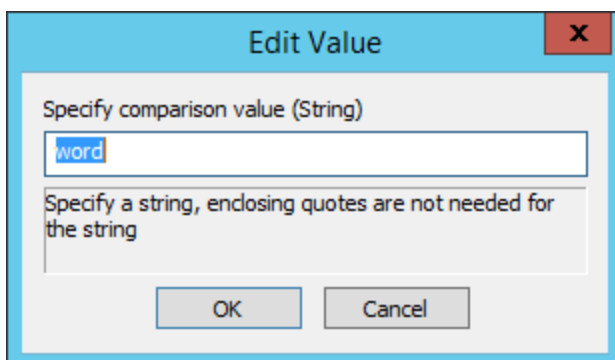 Edit Value
x
Specify comparison value (String)
word
Specify a string, enclosing quotes are not needed for
the string
OK
Cancel